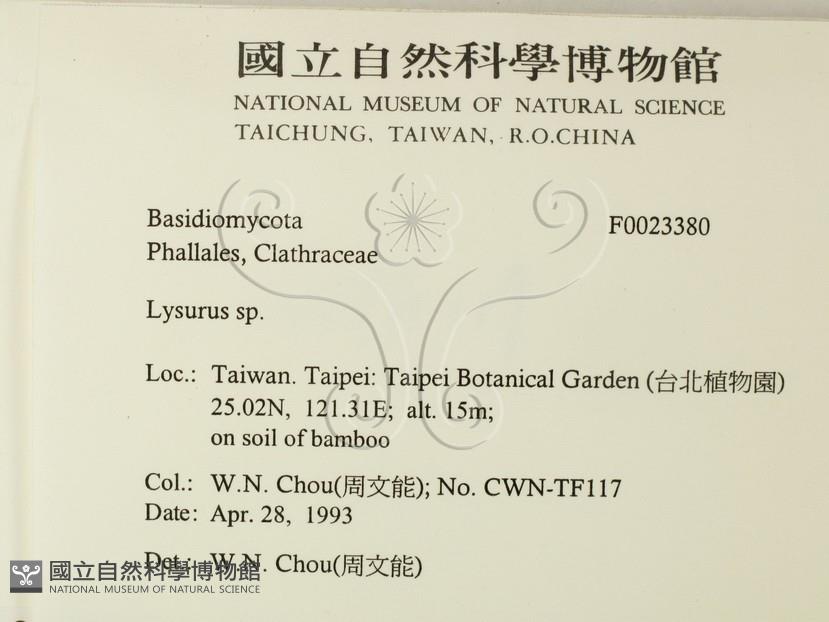 國立自然科學博物館
NATIONAL MUSEUM OF NATURAL SCIENCE
TAICHUNG, TAIWAN, R.O.CHINA
Basidiomycota F0023380
Phallales, Clathraceae
Lysurus sp.
Loc.: Taiwan. Taipei: Taipei Botanical Garden (台北植物園)
25.02N, 121.31E; alt. 15m;
on soil of bamboo
Col.: W.N. Chou(周文能); No. CWN-TF117
Date: Apr. 28, 1993
Det.: W.N. Chou(周文能)
國立自然科學博物館
NATIONAL MUSEUM OF NATURAL SCIENCE